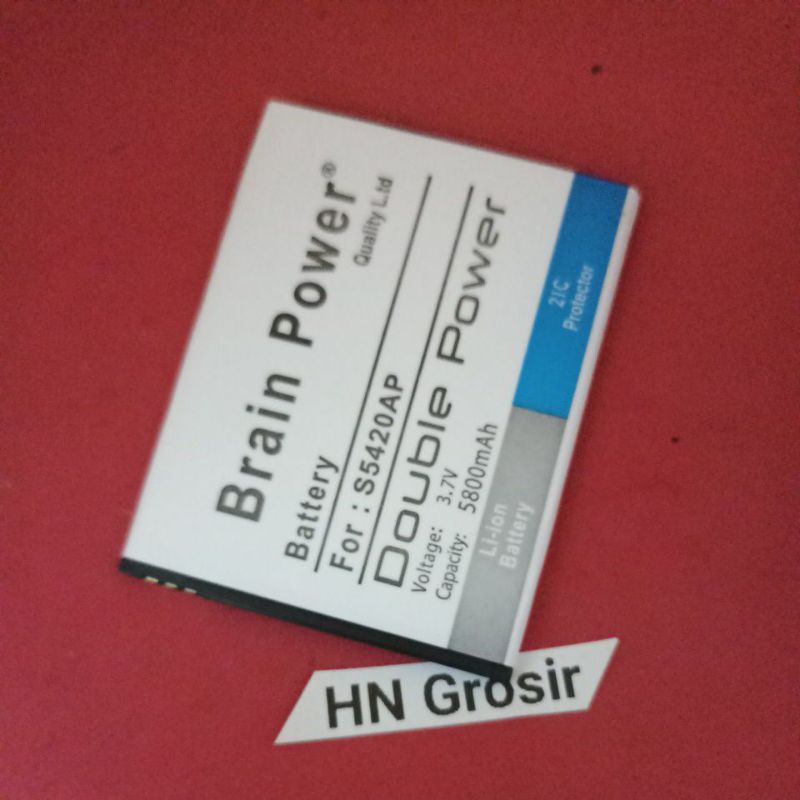 Brain Power®
Quality L.td
Battery
For : S5420AP
Double Power
Voltage: 3.7V
Capacity: 5800mAh
Li-ion
Battery
2IC
Protector
HN Grosir